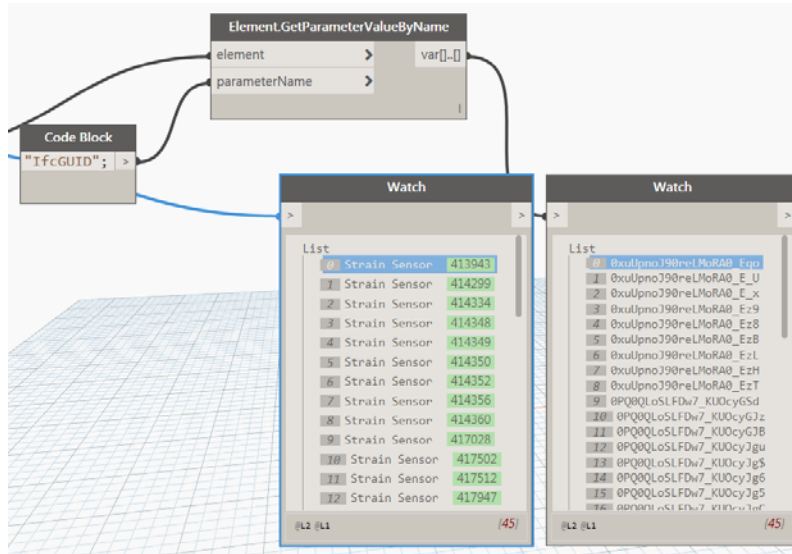 Element.GetParameterValueByName
element > var[]..[]
parameterName >
l
Code Block
"IfcGUID"; >
Watch
> >
List
0 Strain Sensor 413943
1 Strain Sensor 414299
2 Strain Sensor 414334
3 Strain Sensor 414348
4 Strain Sensor 414349
5 Strain Sensor 414350
6 Strain Sensor 414352
7 Strain Sensor 414356
8 Strain Sensor 414360
9 Strain Sensor 417028
10 Strain Sensor 417502
11 Strain Sensor 417512
12 Strain Sensor 417947
@L2 @L1 {45}
Watch
> >
List
0 0xuUpnoJ90reLMoRA0_Eqo
1 0xuUpnoJ90reLMoRA0_E_U
2 0xuUpnoJ90reLMoRA0_E_x
3 0xuUpnoJ90reLMoRA0_Ez9
4 0xuUpnoJ90reLMoRA0_Ez8
5 0xuUpnoJ90reLMoRA0_EzB
6 0xuUpnoJ90reLMoRA0_EzL
7 0xuUpnoJ90reLMoRA0_EzH
8 0xuUpnoJ90reLMoRA0_EzT
9 0PQ0QLoSLFDw7_KUOcyGSd
10 0PQ0QLoSLFDw7_KUOcyGJz
11 0PQ0QLoSLFDw7_KUOcyGJB
12 0PQ0QLoSLFDw7_KUOcyJgu
13 0PQ0QLoSLFDw7_KUOcyJg$
14 0PQ0QLoSLFDw7_KUOcyJg6
15 0PQ0QLoSLFDw7_KUOcyJg5
16 0PQ0QLoSLFDw7_KUOcyJgC
@L2 @L1 {45}